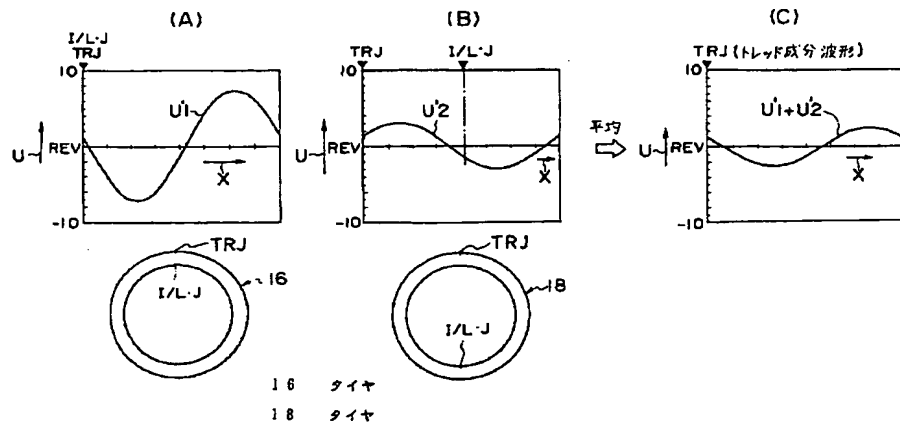 (A)
(B)
(C)
I/L·J
TRJ
TRJ
I/L·J
TRJ (トレッド成分波形)
10
10
10
U'1
U'2
U'1+U'2
平均
U
REV
X
U
REV
X
U
REV
X
-10
-10
-10
TRJ
16
I/L·J
TRJ
18
I/L·J
16 タイヤ
18 タイヤ